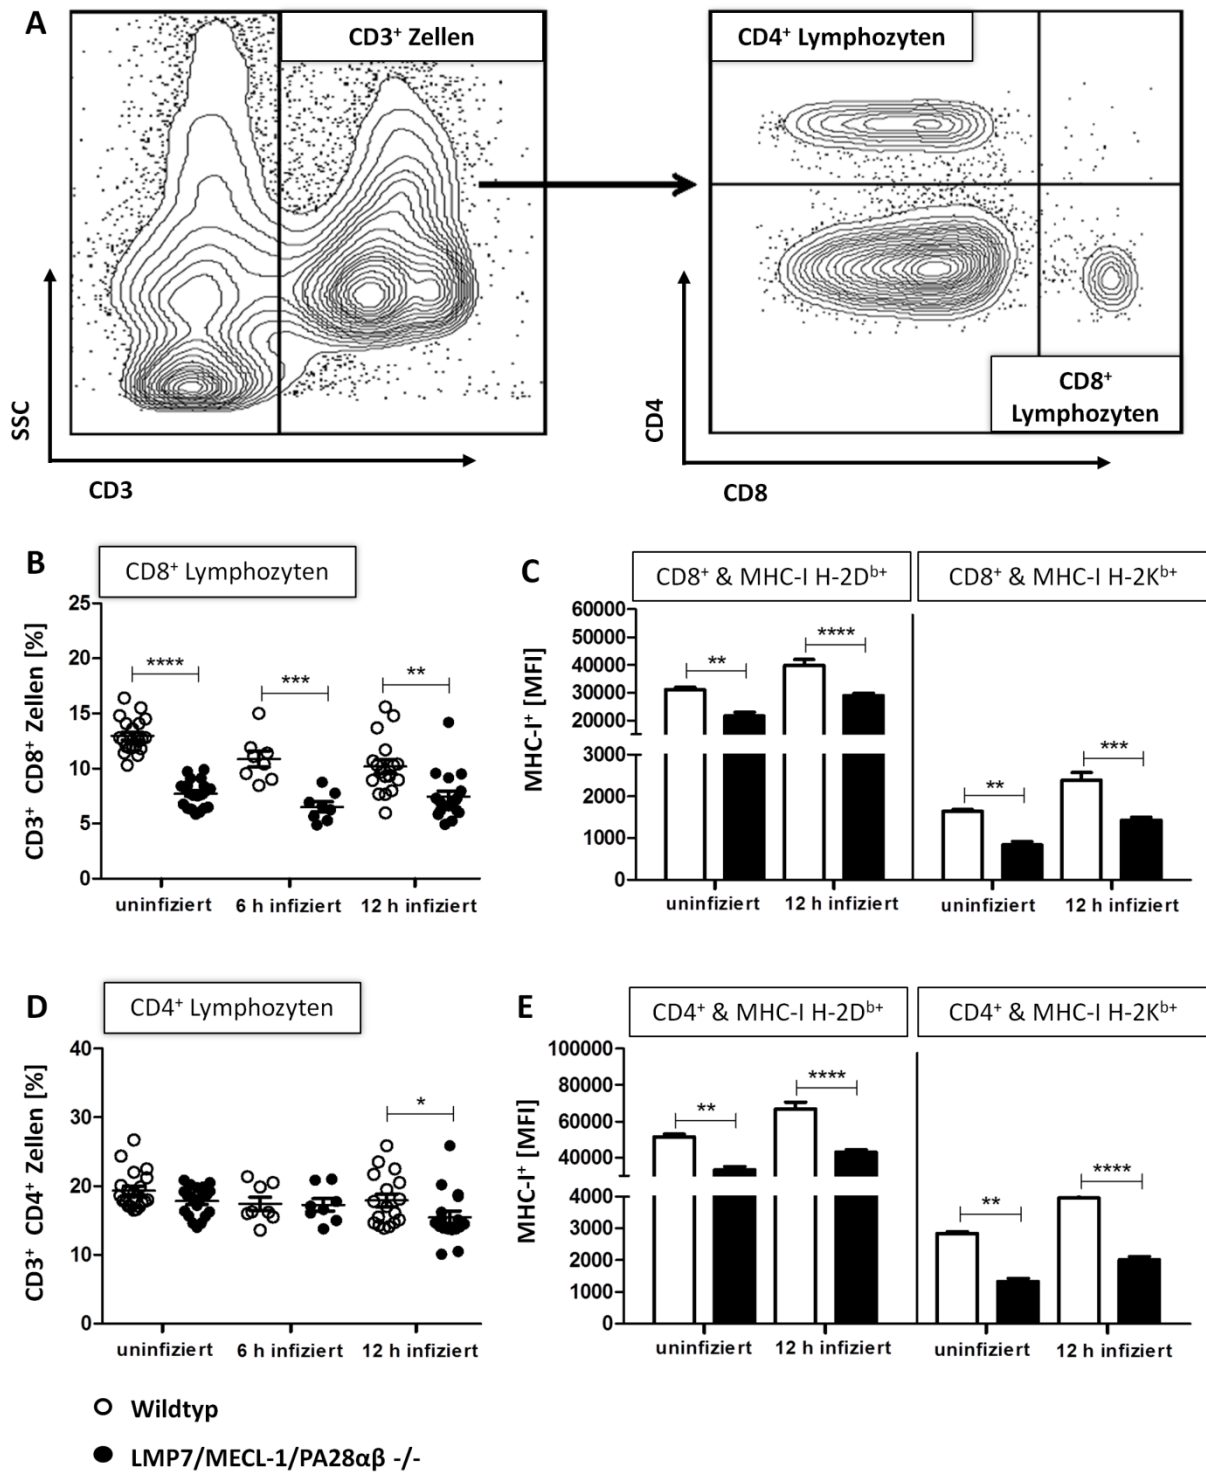 A
CD3⁺ Zellen
CD4⁺ Lymphozyten
CD8⁺
Lymphozyten
SSC
CD3
CD4
CD8
B
CD8⁺ Lymphozyten
CD3⁺ CD8⁺ Zellen [%]
25
20
15
10
5
0
****
***
**
uninfiziert
6 h infiziert
12 h infiziert
C
CD8⁺ & MHC-I H-2Dᵇ⁺
CD8⁺ & MHC-I H-2Kᵇ⁺
MHC-I⁺ [MFI]
60000
50000
40000
30000
20000
3000
2000
1000
0
**
****
**
***
uninfiziert
12 h infiziert
uninfiziert
12 h infiziert
D
CD4⁺ Lymphozyten
CD3⁺ CD4⁺ Zellen [%]
40
30
20
10
0
*
uninfiziert
6 h infiziert
12 h infiziert
E
CD4⁺ & MHC-I H-2Dᵇ⁺
CD4⁺ & MHC-I H-2Kᵇ⁺
MHC-I⁺ [MFI]
100000
80000
60000
40000
4000
3000
2000
1000
0
**
****
**
****
uninfiziert
12 h infiziert
uninfiziert
12 h infiziert
Wildtyp
LMP7/MECL-1/PA28αβ -/-